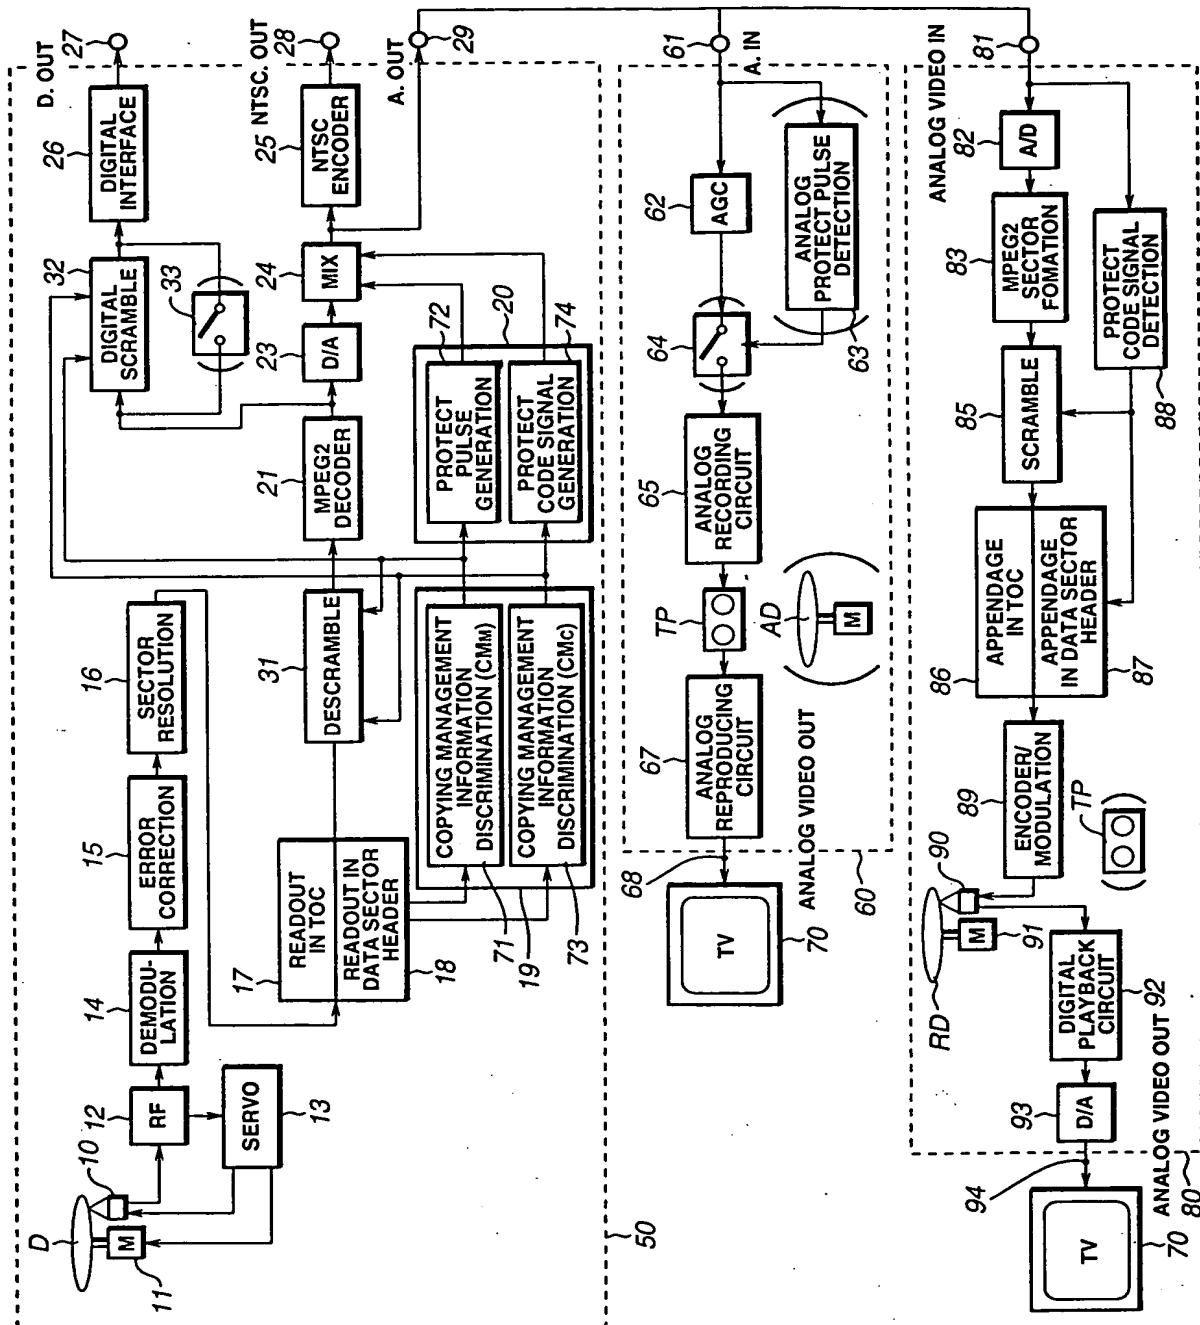 D
10
11
M
12
RF
13
SERVO
14
DEMODU-
LATION
15
ERROR
CORRECTION
16
SECTOR
RESOLUTION
17
READOUT
IN TOC
READOUT IN
DATA SECTOR
HEADER
18
19
COPYING MANAGEMENT
INFORMATION
DISCRIMINATION (CMM)
71
COPYING MANAGEMENT
INFORMATION
DISCRIMINATION (CMC)
73
31
DESCRAMBLE
21
MPEG2
DECODER
23
D/A
24
MIX
25
NTSC
ENCODER
20
72
PROTECT
PULSE
GENERATION
74
PROTECT
CODE SIGNAL
GENERATION
32
DIGITAL
SCRAMBLE
33
26
DIGITAL
INTERFACE
D. OUT
27
NTSC. OUT
28
A. OUT
29
50
61
A. IN
62
AGC
ANALOG
PROTECT PULSE
DETECTION
63
64
65
ANALOG
RECORDING
CIRCUIT
TP
AD
M
67
ANALOG
REPRODUCING
CIRCUIT
68
ANALOG VIDEO OUT
60
TV
70
ANALOG VIDEO IN
81
82
A/D
83
MPEG2
SECTOR
FOMATION
85
SCRAMBLE
PROTECT
CODE SIGNAL
DETECTION
88
86
APPENDAGE
IN TOC
APPENDAGE
IN DATA SECTOR
HEADER
87
89
ENCODER/
MODULATION
TP
90
M
91
RD
DIGITAL
PLAYBACK
CIRCUIT
92
93
D/A
94
ANALOG VIDEO OUT
80
TV
70